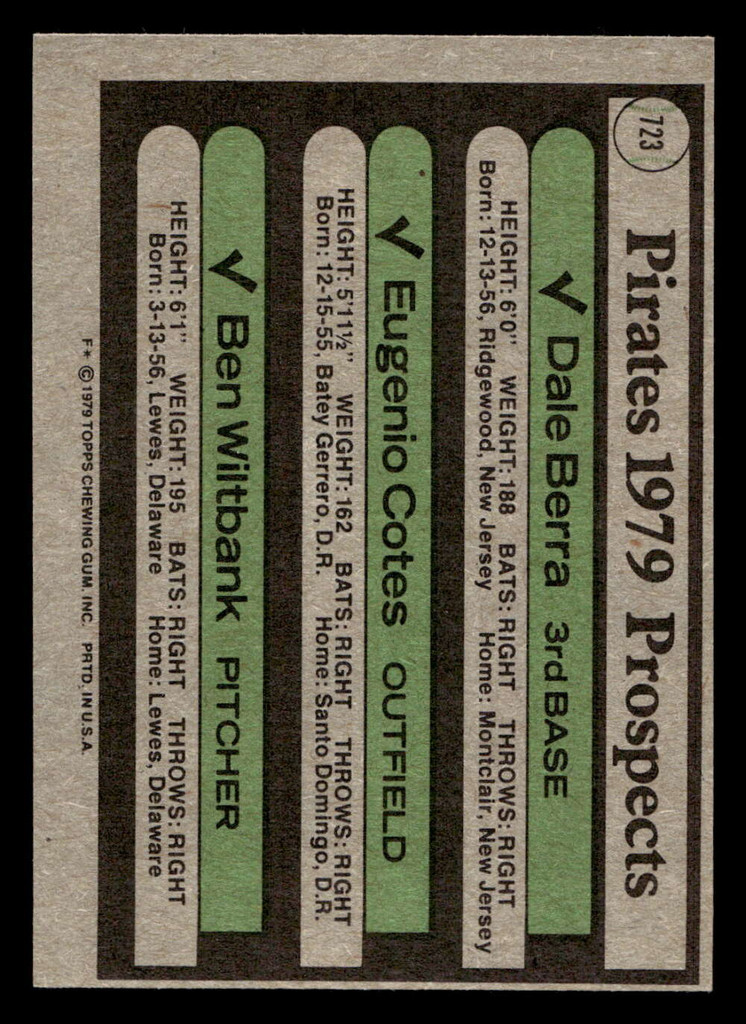 723
Pirates 1979 Prospects
✓ Dale Berra 3rd BASE
HEIGHT: 6'0" WEIGHT: 188 BATS: RIGHT THROWS: RIGHT
Born: 12-13-56, Ridgewood, New Jersey Home: Montclair, New Jersey
✓ Eugenio Cotes OUTFIELD
HEIGHT: 5'11½" WEIGHT: 162 BATS: RIGHT THROWS: RIGHT
Born: 12-15-55, Batey Gerrero, D.R. Home: Santo Domingo, D.R.
✓ Ben Wiltbank PITCHER
HEIGHT: 6'1" WEIGHT: 195 BATS: RIGHT THROWS: RIGHT
Born: 3-13-56, Lewes, Delaware Home: Lewes, Delaware
F* © 1979 TOPPS CHEWING GUM, INC. PRTD. IN U.S.A.